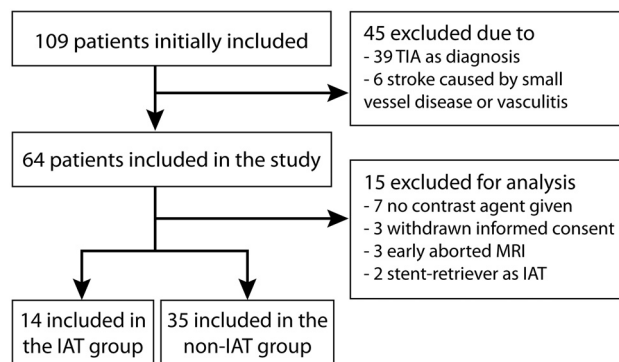 109 patients initially included
45 excluded due to
- 39 TIA as diagnosis
- 6 stroke caused by small
vessel disease or vasculitis
64 patients included in the study
15 excluded for analysis
- 7 no contrast agent given
- 3 withdrawn informed consent
- 3 early aborted MRI
- 2 stent-retriever as IAT
14 included in
the IAT group
35 included in the
non-IAT group